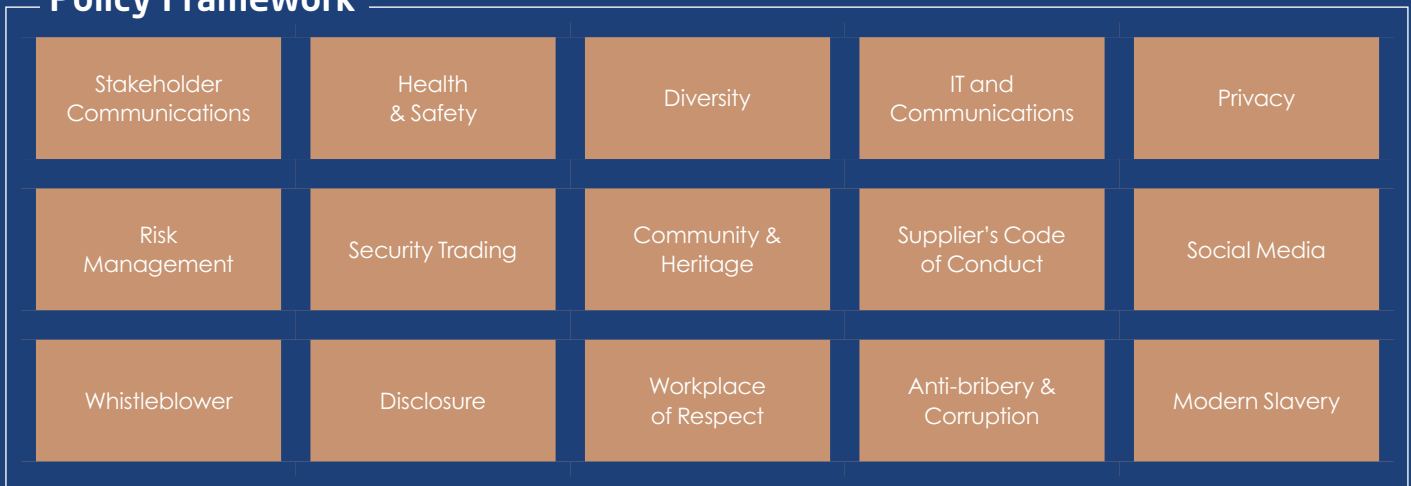 Policy Framework
Stakeholder
Communications
Health
& Safety
Diversity
IT and
Communications
Privacy
Risk
Management
Security Trading
Community &
Heritage
Supplier's Code
of Conduct
Social Media
Whistleblower
Disclosure
Workplace
of Respect
Anti-bribery &
Corruption
Modern Slavery